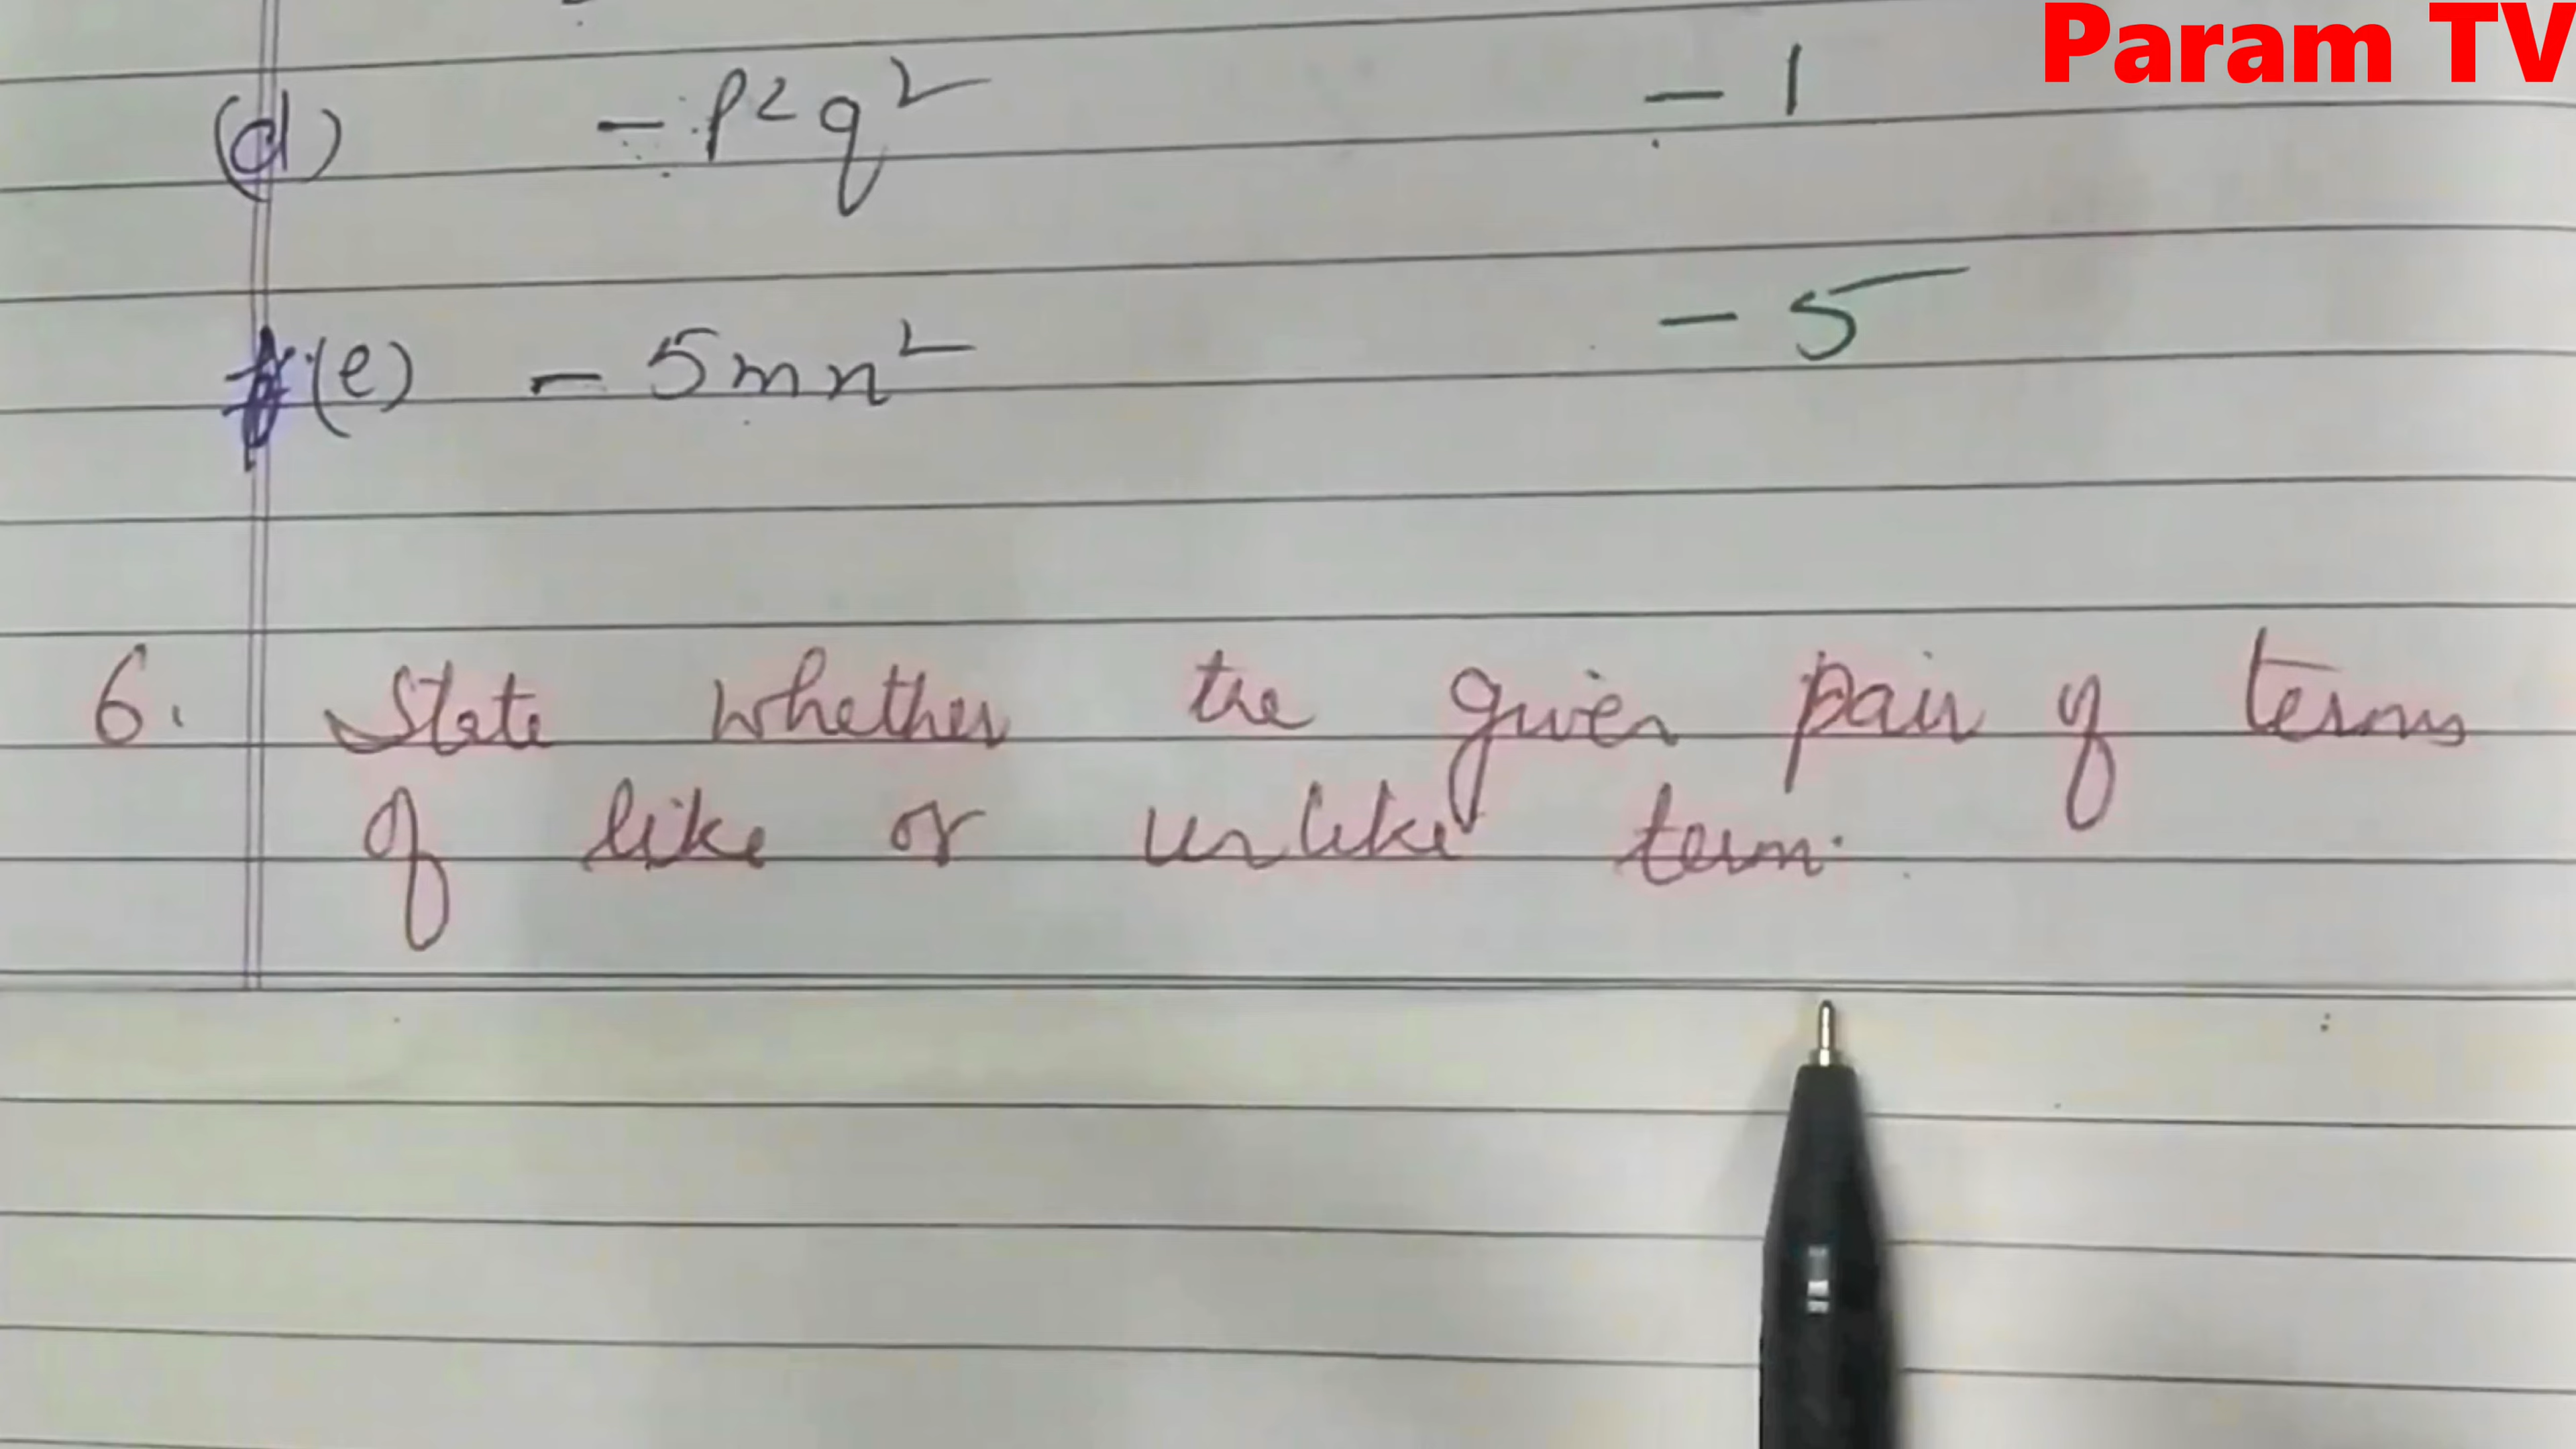 Param TV
(d) - p²q² - 1
(e) - 5mn² - 5
6. State whether the given pair of terms
of like or unlike term.